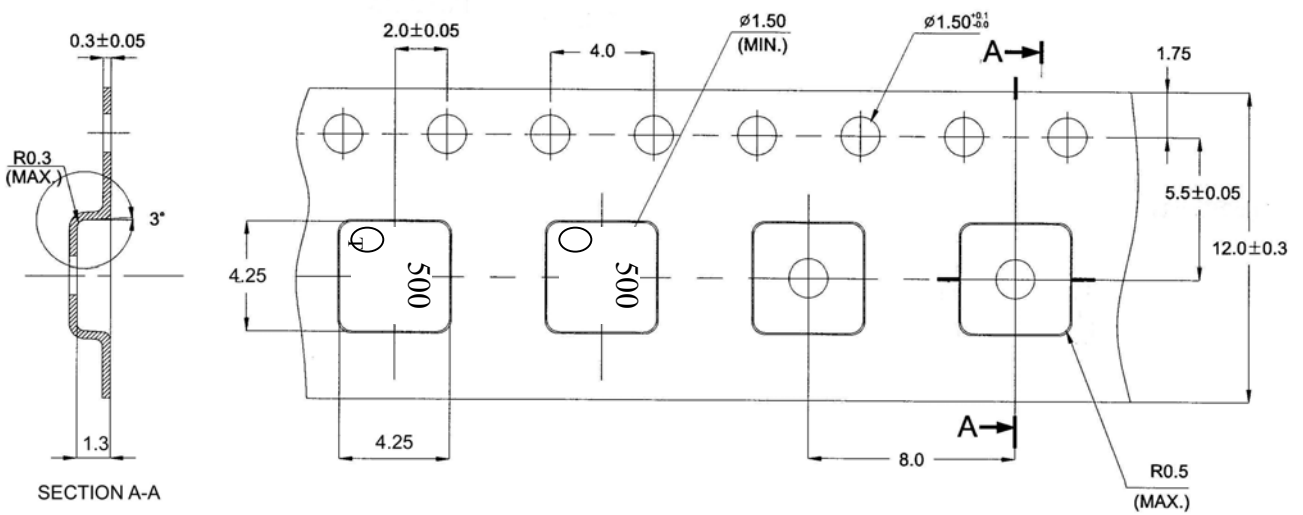 0.3±0.05
2.0±0.05
4.0
ø1.50
(MIN.)
ø1.50+0.1
-0.0
A
1.75
R0.3
(MAX.)
3°
5.5±0.05
12.0±0.3
4.25
T
500
500
1.3
4.25
A
8.0
R0.5
(MAX.)
SECTION A-A